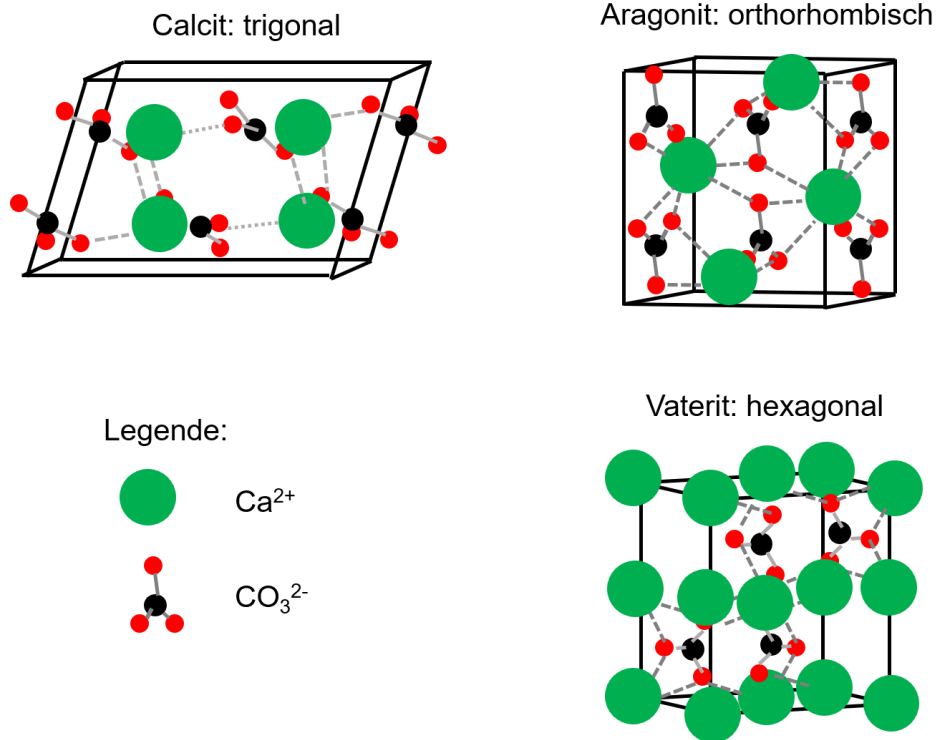 Calcit: trigonal
Aragonit: orthorhombisch
Legende:
Ca²⁺
CO₃²⁻
Vaterit: hexagonal